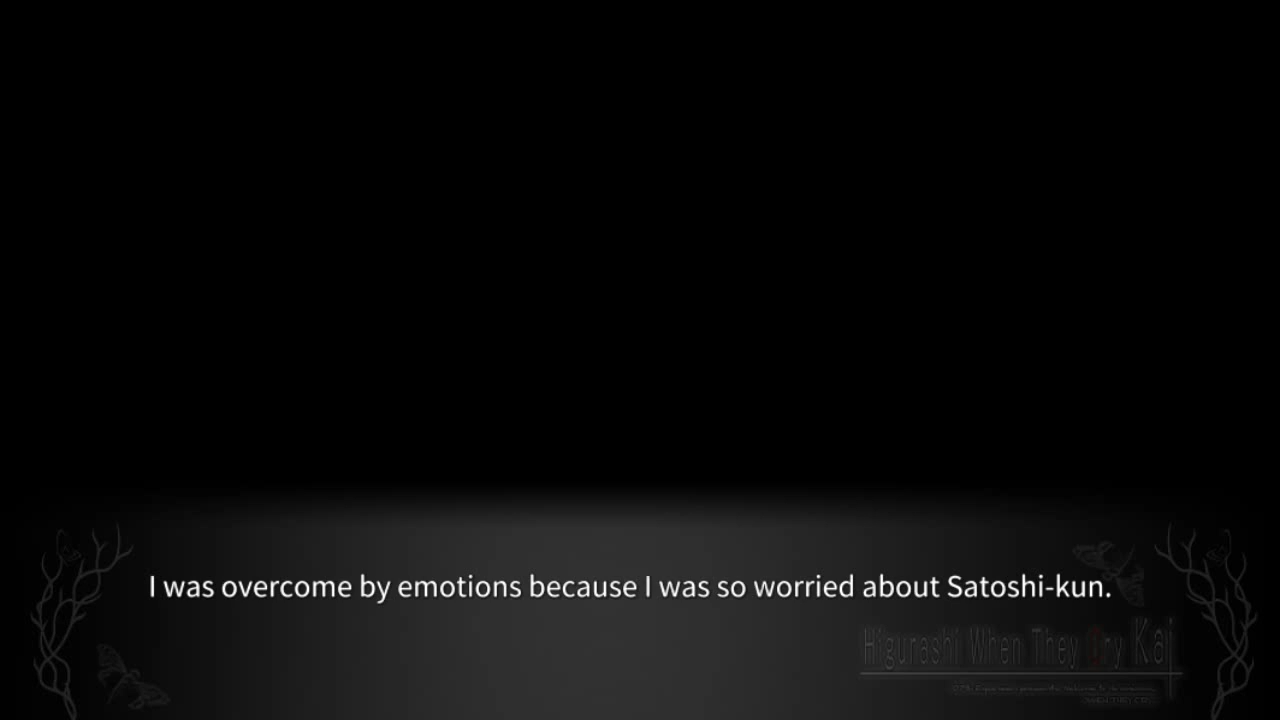 I was overcome by emotions because I was so worried about Satoshi-kun.
Higurashi When They Cry Kai